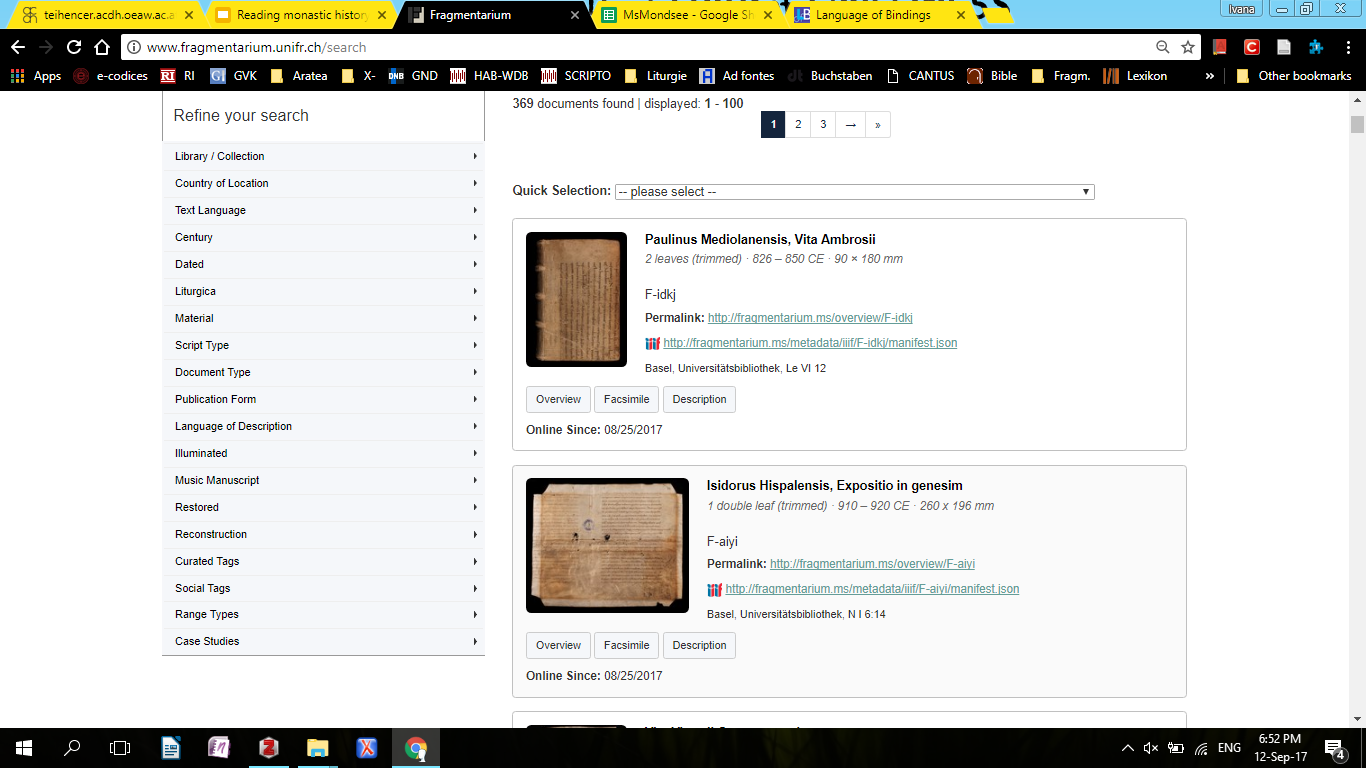 teihencer.acdh.oeaw.ac.a
Reading monastic history
Fragmentarium
MsMondsee - Google Sh
Language of Bindings
Ivana
www.fragmentarium.unifr.ch/search
Apps e-codices RI RI GI GVK Aratea X- DNB GND HAB-WDB SCRIPTO Liturgie Ad fontes dt Buchstaben CANTUS Bible Fragm. Lexikon » Other bookmarks
Refine your search
Library / Collection
Country of Location
Text Language
Century
Dated
Liturgica
Material
Script Type
Document Type
Publication Form
Language of Description
Illuminated
Music Manuscript
Restored
Reconstruction
Curated Tags
Social Tags
Range Types
Case Studies
369 documents found | displayed: 1 - 100
1 2 3 → »
Quick Selection: -- please select --
Paulinus Mediolanensis, Vita Ambrosii
2 leaves (trimmed) · 826 – 850 CE · 90 × 180 mm
F-idkj
Permalink: http://fragmentarium.ms/overview/F-idkj
http://fragmentarium.ms/metadata/iiif/F-idkj/manifest.json
Basel, Universitätsbibliothek, Le VI 12
Overview Facsimile Description
Online Since: 08/25/2017
Isidorus Hispalensis, Expositio in genesim
1 double leaf (trimmed) · 910 – 920 CE · 260 x 196 mm
F-aiyi
Permalink: http://fragmentarium.ms/overview/F-aiyi
http://fragmentarium.ms/metadata/iiif/F-aiyi/manifest.json
Basel, Universitätsbibliothek, N I 6:14
Overview Facsimile Description
Online Since: 08/25/2017
ENG
6:52 PM
12-Sep-17
4